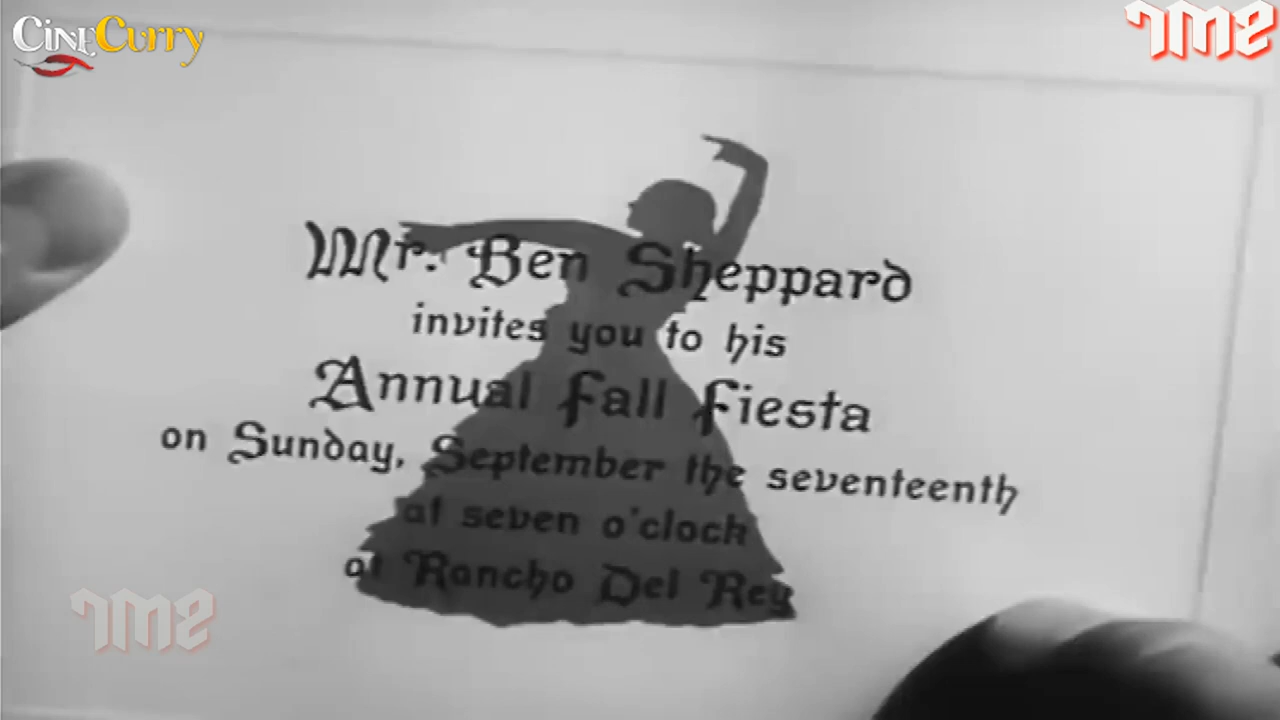 CineCurry
Mr. Ben Sheppard
invites you to his
Annual Fall Fiesta
on Sunday, September the seventeenth
at seven o'clock
at Rancho Del Rey